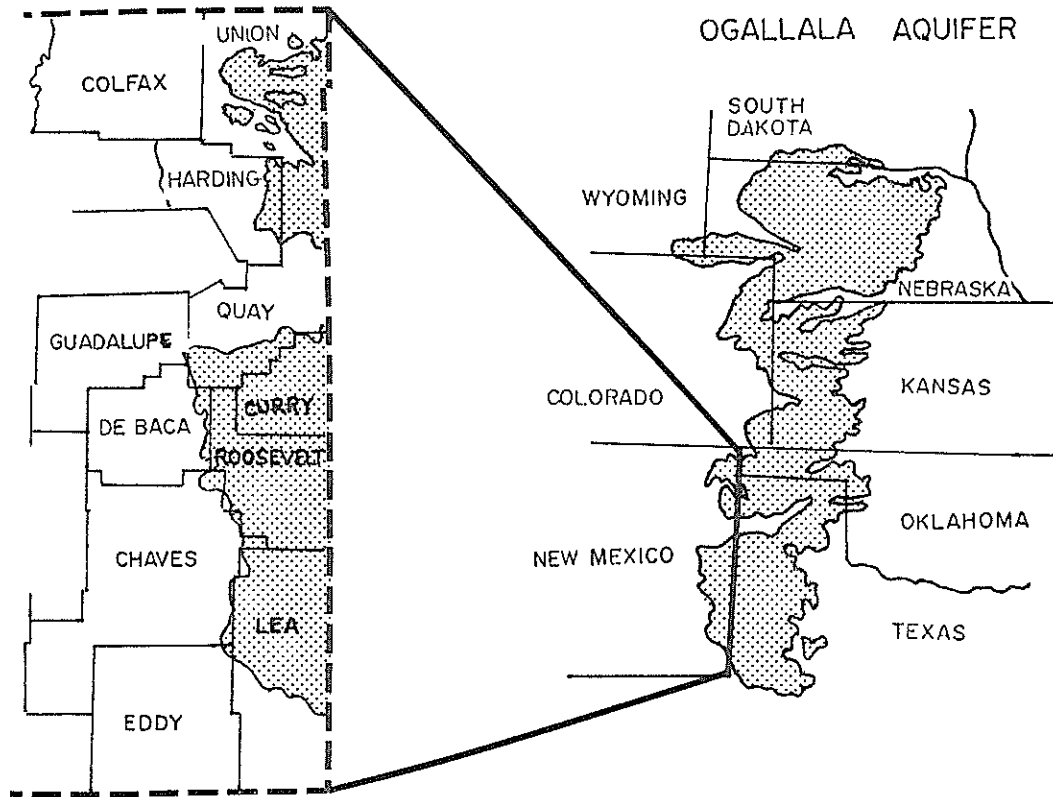 OGALLALA AQUIFER
UNION
COLFAX
HARDING
QUAY
GUADALUPE
CURRY
DE BACA
ROOSEVELT
CHAVES
LEA
EDDY
SOUTH
DAKOTA
WYOMING
NEBRASKA
COLORADO
KANSAS
OKLAHOMA
NEW MEXICO
TEXAS